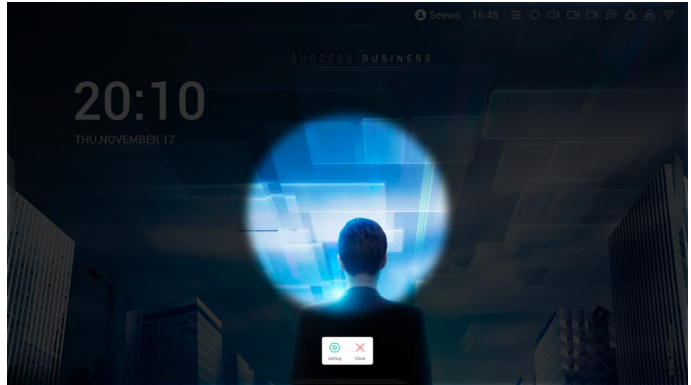 Seewo 16:45
SUCCESS BUSINESS
20:10
THU,NOVEMBER 17
Setting Close